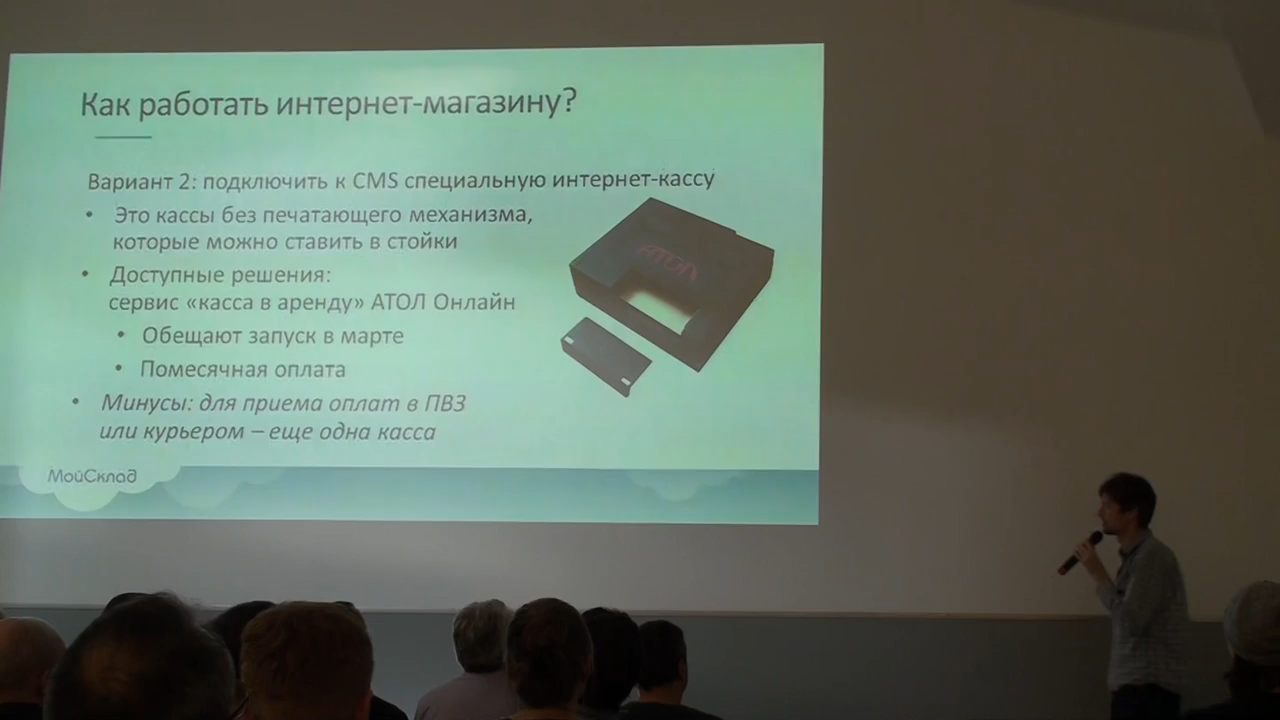 Как работать интернет-магазину?
Вариант 2: подключить к CMS специальную интернет-кассу
• Это кассы без печатающего механизма,
которые можно ставить в стойки
• Доступные решения:
сервис «касса в аренду» АТОЛ Онлайн
• Обещают запуск в марте
• Помесячная оплата
• Минусы: для приема оплат в ПВЗ
или курьером – еще одна касса
АТОЛ
МойСклад